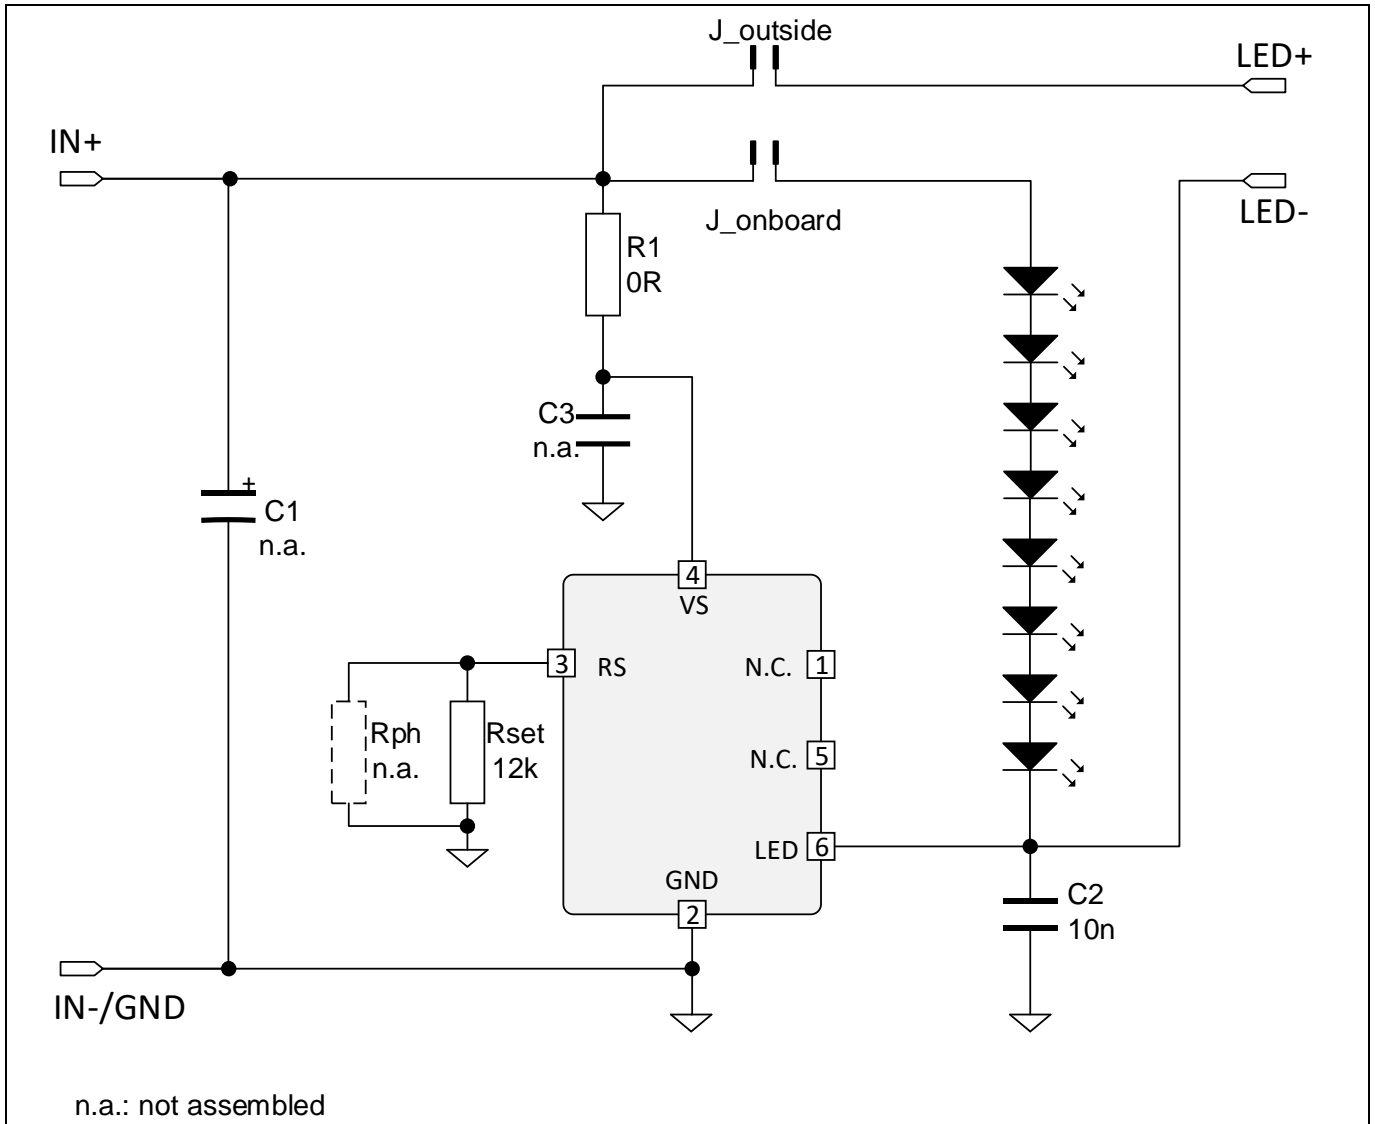 J_outside
LED+
IN+
LED-
J_onboard
R1
0R
C3
n.a.
+
C1
n.a.
4
VS
3 RS
N.C. 1
Rph
n.a.
Rset
12k
N.C. 5
LED 6
GND
2
C2
10n
IN-/GND
n.a.: not assembled